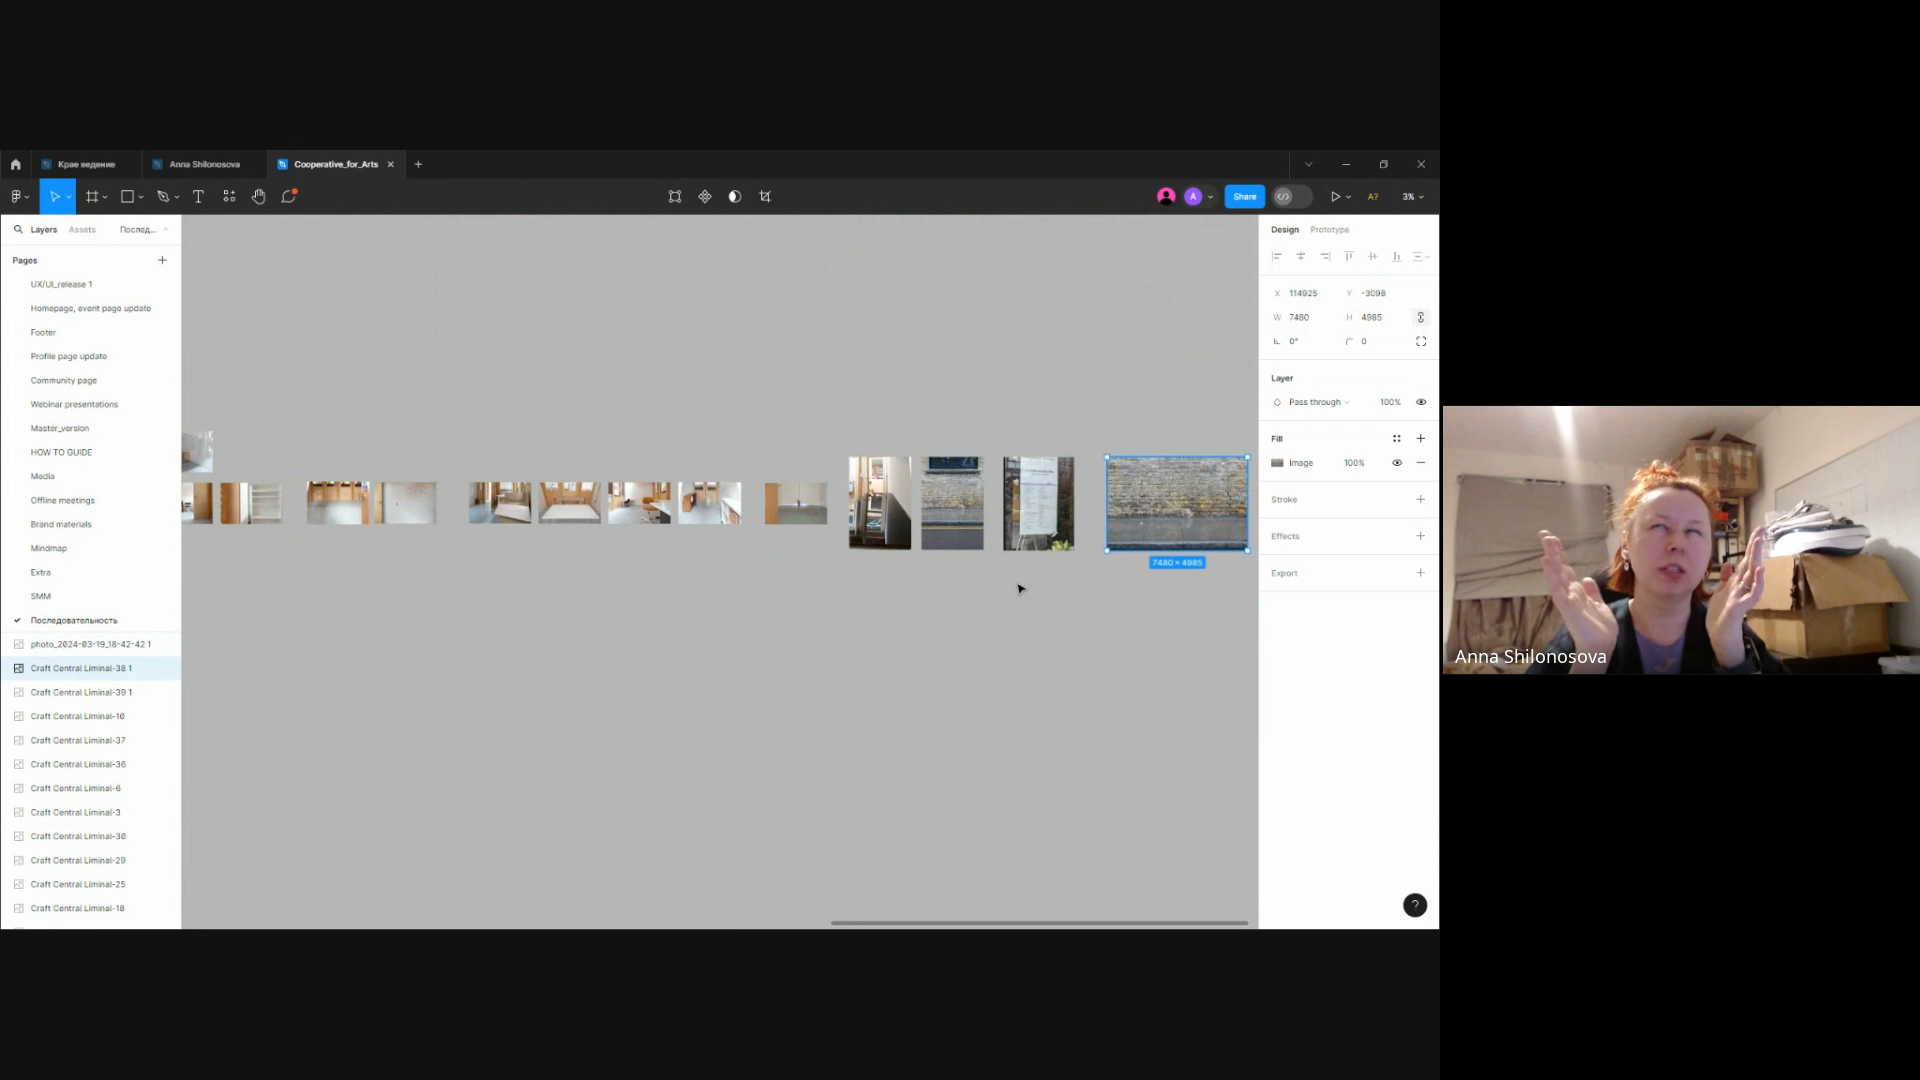 Крае ведение
Anna Shilonosova
Cooperative_for_Arts
Share
A
A?
3%
Layers
Assets
Послед...
Design
Prototype
Pages
UX/UI_release 1
Homepage, event page update
Footer
Profile page update
Community page
Webinar presentations
Master_version
HOW TO GUIDE
Media
Offline meetings
Brand materials
Mindmap
Extra
SMM
Последовательность
photo_2024-03-19_18-42-42 1
Craft Central Liminal-38 1
Craft Central Liminal-39 1
Craft Central Liminal-10
Craft Central Liminal-37
Craft Central Liminal-36
Craft Central Liminal-6
Craft Central Liminal-3
Craft Central Liminal-30
Craft Central Liminal-29
Craft Central Liminal-25
Craft Central Liminal-18
7480 × 4985
X 114925 Y -3098
W 7480 H 4985
0° 0
Layer
Pass through 100%
Fill
Image 100%
Stroke
Effects
Export
?
Anna Shilonosova